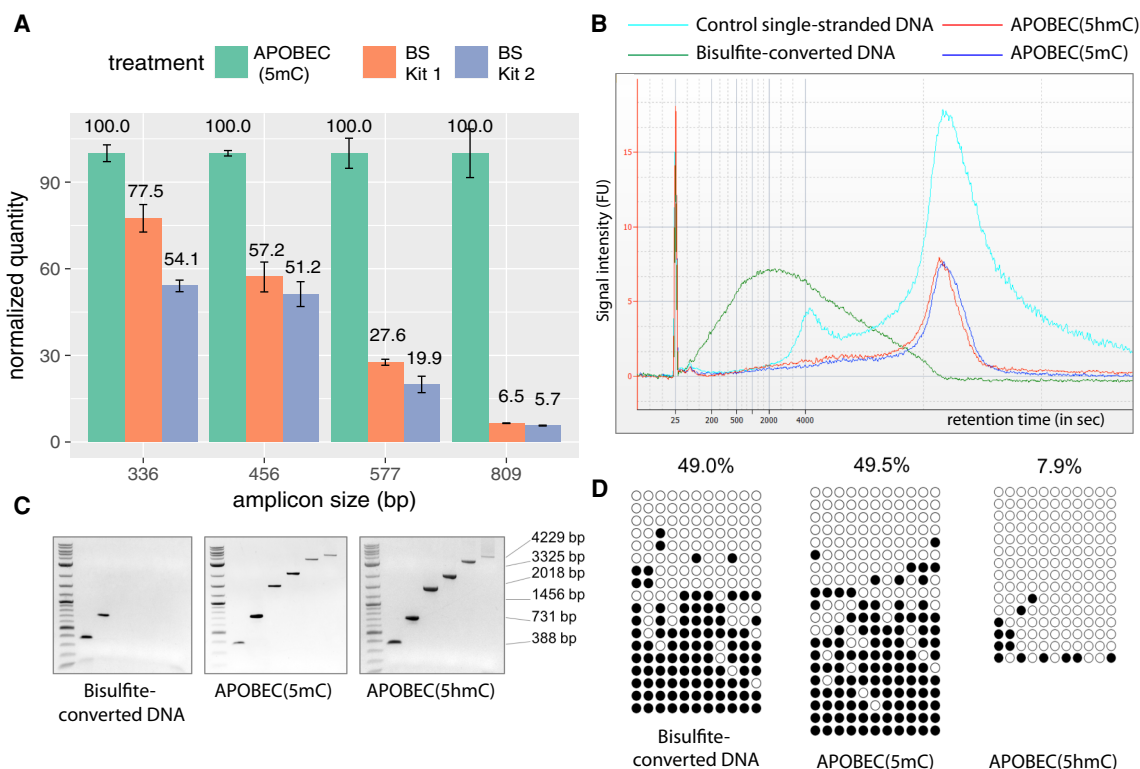 A
treatment
APOBEC
(5mC)
BS
Kit 1
BS
Kit 2
normalized quantity
90
60
30
0
100.0
77.5
54.1
100.0
57.2
51.2
100.0
27.6
19.9
100.0
6.5
5.7
336
456
577
809
amplicon size (bp)
B
Control single-stranded DNA
APOBEC(5hmC)
Bisulfite-converted DNA
APOBEC(5mC)
Signal intensity (FU)
15
10
5
0
25
200
500
2000
4000
retention time (in sec)
C
4229 bp
3325 bp
2018 bp
1456 bp
731 bp
388 bp
Bisulfite-
converted DNA
APOBEC(5mC)
APOBEC(5hmC)
D
49.0%
49.5%
7.9%
Bisulfite-
converted DNA
APOBEC(5mC)
APOBEC(5hmC)